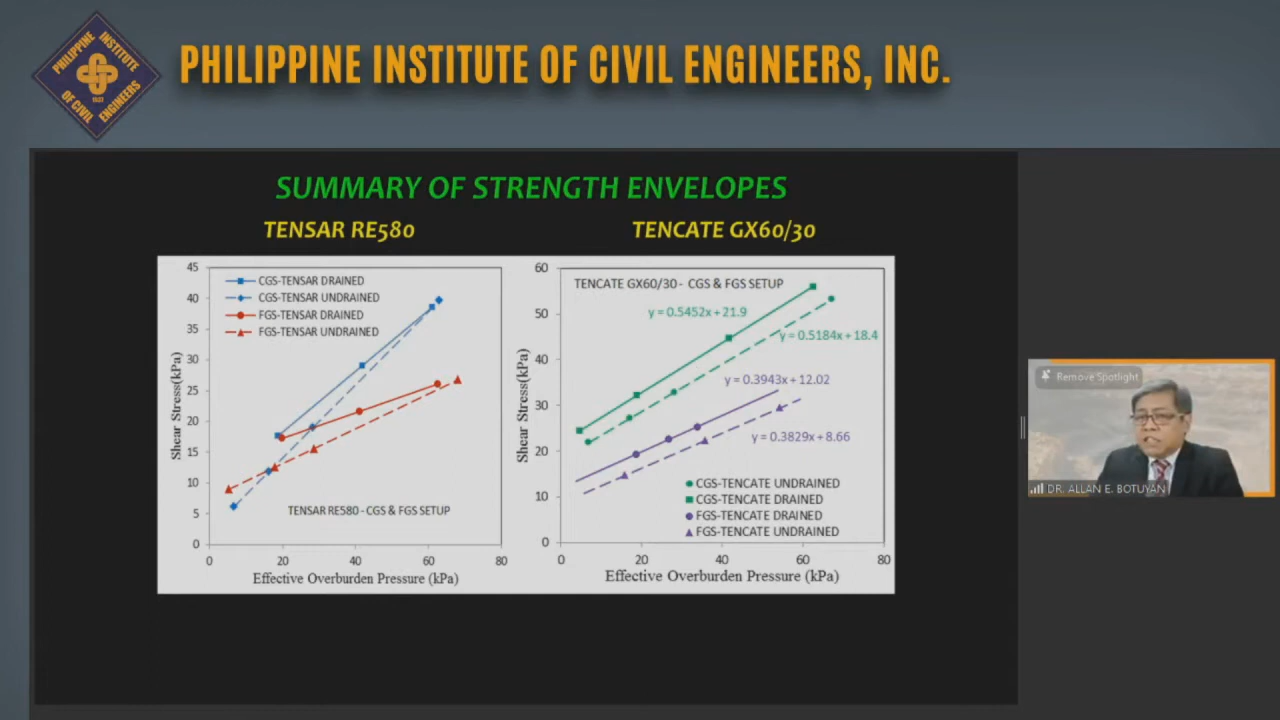 PHILIPPINE INSTITUTE
OF CIVIL ENGINEERS
1937
PHILIPPINE INSTITUTE OF CIVIL ENGINEERS, INC.
SUMMARY OF STRENGTH ENVELOPES
TENSAR RE580
TENCATE GX60/30
45
40
35
30
25
20
15
10
5
0
Shear Stress(kPa)
CGS-TENSAR DRAINED
CGS-TENSAR UNDRAINED
FGS-TENSAR DRAINED
FGS-TENSAR UNDRAINED
TENSAR RE580 - CGS & FGS SETUP
0 20 40 60 80
Effective Overburden Pressure (kPa)
60
50
40
30
20
10
0
Shear Stress (kPa)
TENCATE GX60/30 - CGS & FGS SETUP
y = 0.5452x + 21.9
y = 0.5184x + 18.4
y = 0.3943x + 12.02
y = 0.3829x + 8.66
CGS-TENCATE UNDRAINED
CGS-TENCATE DRAINED
FGS-TENCATE DRAINED
FGS-TENCATE UNDRAINED
0 20 40 60 80
Effective Overburden Pressure (kPa)
Remove Spotlight
DR. ALLAN E. BOTUYAN